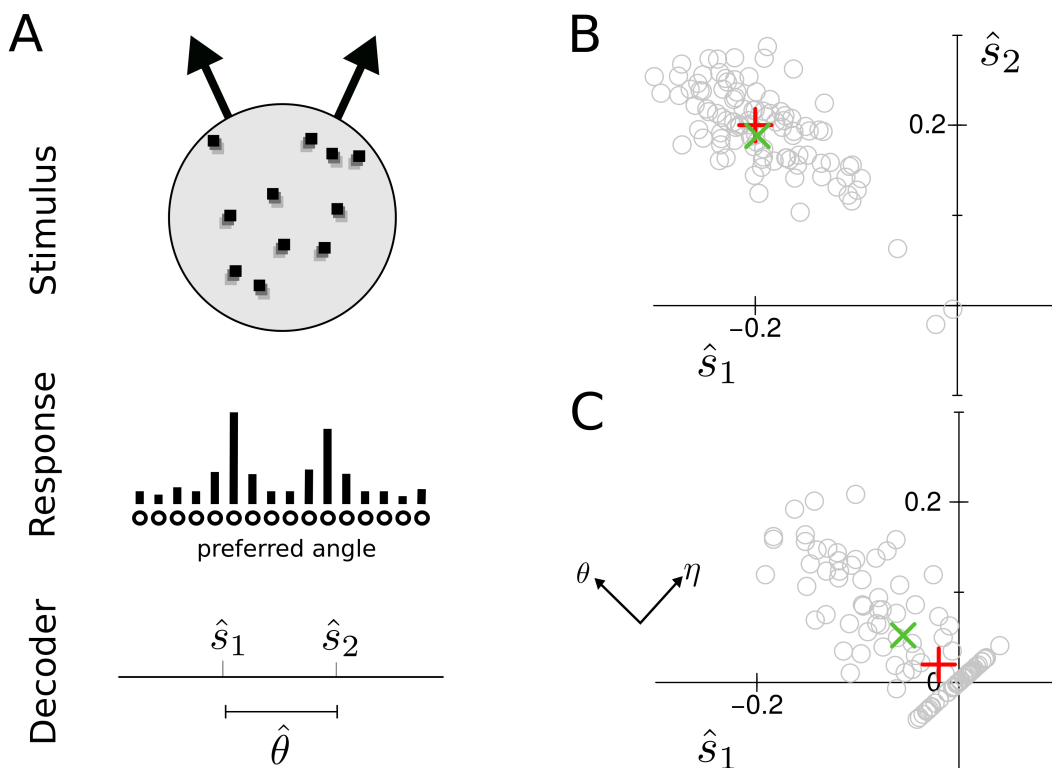 A
Stimulus
Response
preferred angle
Decoder
ŝ₁ ŝ₂
θ̂
B
ŝ₂
0.2
−0.2
ŝ₁
C
0.2
θ η
0
−0.2
ŝ₁